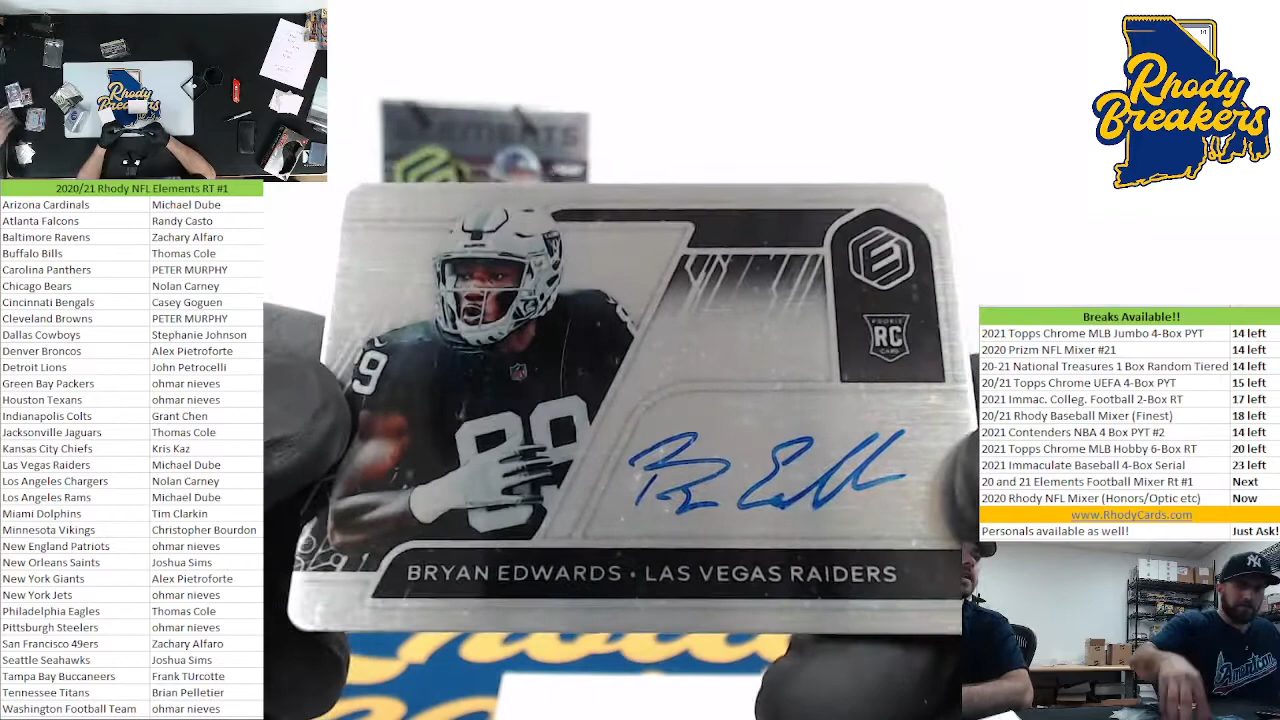 Rhody
Breakers
2020/21 Rhody NFL Elements RT #1
Arizona Cardinals Michael Dube
Atlanta Falcons Randy Casto
Baltimore Ravens Zachary Alfaro
Buffalo Bills Thomas Cole
Carolina Panthers PETER MURPHY
Chicago Bears Nolan Carney
Cincinnati Bengals Casey Goguen
Cleveland Browns PETER MURPHY
Dallas Cowboys Stephanie Johnson
Denver Broncos Alex Pietroforte
Detroit Lions John Petrocelli
Green Bay Packers ohmar nieves
Houston Texans ohmar nieves
Indianapolis Colts Grant Chen
Jacksonville Jaguars Thomas Cole
Kansas City Chiefs Kris Kaz
Las Vegas Raiders Michael Dube
Los Angeles Chargers Nolan Carney
Los Angeles Rams Michael Dube
Miami Dolphins Tim Clarkin
Minnesota Vikings Christopher Bourdon
New England Patriots ohmar nieves
New Orleans Saints Joshua Sims
New York Giants Alex Pietroforte
New York Jets ohmar nieves
Philadelphia Eagles Thomas Cole
Pittsburgh Steelers ohmar nieves
San Francisco 49ers Zachary Alfaro
Seattle Seahawks Joshua Sims
Tampa Bay Buccaneers Frank TUrcotte
Tennessee Titans Brian Pelletier
Washington Football Team ohmar nieves
ELEMENTS
ROOKIE
RC
CARD
89
Bryan Edwards
BRYAN EDWARDS • LAS VEGAS RAIDERS
Rhody
Breakers
Breaks Available!!
2021 Topps Chrome MLB Jumbo 4-Box PYT 14 left
2020 Prizm NFL Mixer #21 14 left
20-21 National Treasures 1 Box Random Tiered 14 left
20/21 Topps Chrome UEFA 4-Box PYT 15 left
2021 Immac. Colleg. Football 2-Box RT 17 left
20/21 Rhody Baseball Mixer (Finest) 18 left
2021 Contenders NBA 4 Box PYT #2 14 left
2021 Topps Chrome MLB Hobby 6-Box RT 20 left
2021 Immaculate Baseball 4-Box Serial 23 left
20 and 21 Elements Football Mixer Rt #1 Next
2020 Rhody NFL Mixer (Honors/Optic etc) Now
www.RhodyCards.com
Personals available as well! Just Ask!
NY
American